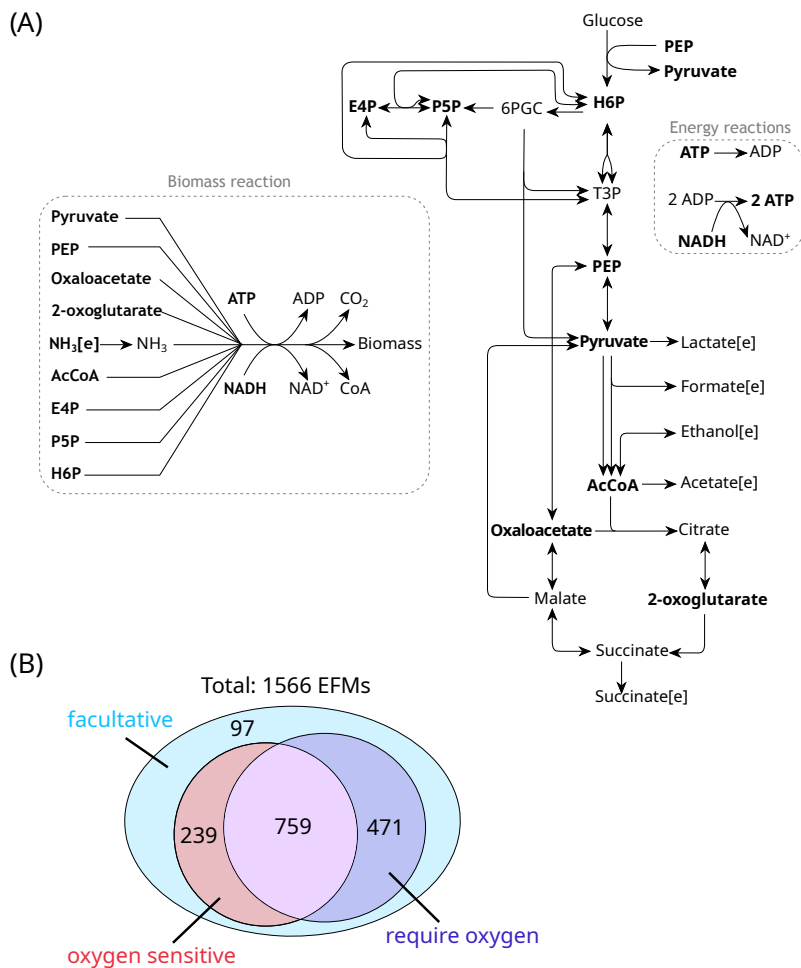 (A)
Glucose
PEP
Pyruvate
E4P
P5P
6PGC
H6P
Energy reactions
ATP
ADP
2 ADP
2 ATP
NADH
NAD⁺
T3P
PEP
Pyruvate
Lactate[e]
Formate[e]
Ethanol[e]
AcCoA
Acetate[e]
Oxaloacetate
Citrate
Malate
2-oxoglutarate
Succinate
Succinate[e]
Biomass reaction
Pyruvate
PEP
Oxaloacetate
2-oxoglutarate
NH₃[e]
NH₃
AcCoA
E4P
P5P
H6P
ATP
ADP
CO₂
Biomass
NADH
NAD⁺
CoA
(B)
Total: 1566 EFMs
facultative
97
239
759
471
require oxygen
oxygen sensitive